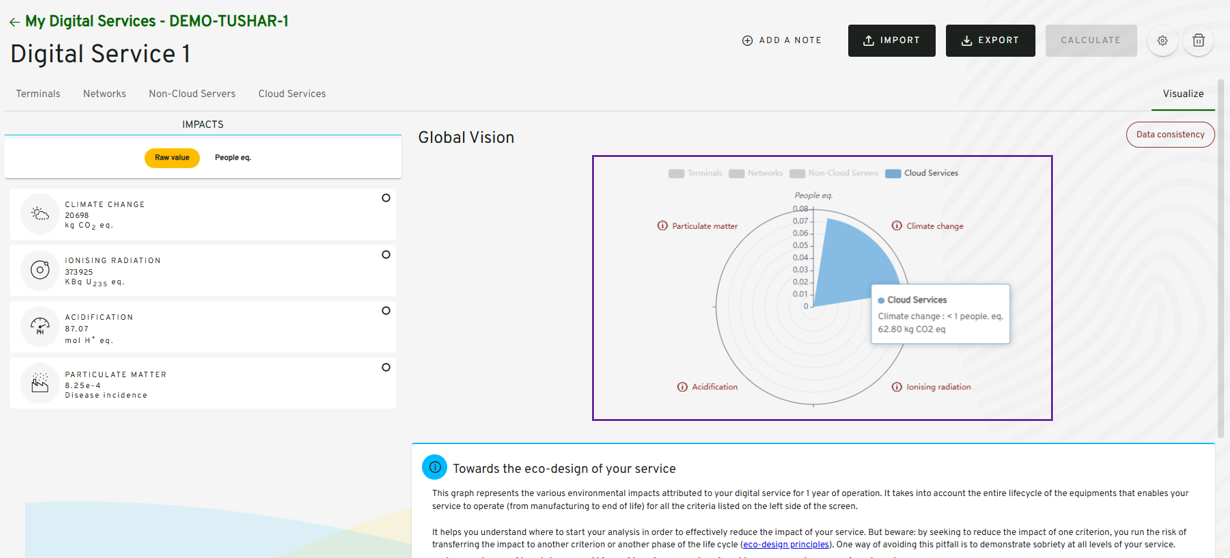 ← My Digital Services - DEMO-TUSHAR-1
Digital Service 1
ADD A NOTE
IMPORT
EXPORT
CALCULATE
Terminals
Networks
Non-Cloud Servers
Cloud Services
Visualize
IMPACTS
Raw value
People eq.
CLIMATE CHANGE
20698
kg CO2 eq.
IONISING RADIATION
373925
KBq U235 eq.
ACIDIFICATION
87.07
mol H+ eq.
PH
PARTICULATE MATTER
8.25e-4
Disease incidence
Global Vision
Data consistency
Terminals
Networks
Non-Cloud Servers
Cloud Services
People eq.
0.08
0.07
0.06
0.05
0.04
0.03
0.02
0.01
0
Particulate matter
Climate change
Cloud Services
Climate change : < 1 people. eq.
62.80 kg CO2 eq
Acidification
Ionising radiation
Towards the eco-design of your service
This graph represents the various environmental impacts attributed to your digital service for 1 year of operation. It takes into account the entire lifecycle of the equipments that enables your
service to operate (from manufacturing to end of life) for all the criteria listed on the left side of the screen.
It helps you understand where to start your analysis in order to effectively reduce the impact of your service. But beware: by seeking to reduce the impact of one criterion, you run the risk of
transferring the impact to another criterion or another phase of the life cycle (eco-design principles). One way of avoiding this pitfall is to demonstrate sobriety at all levels of your service.